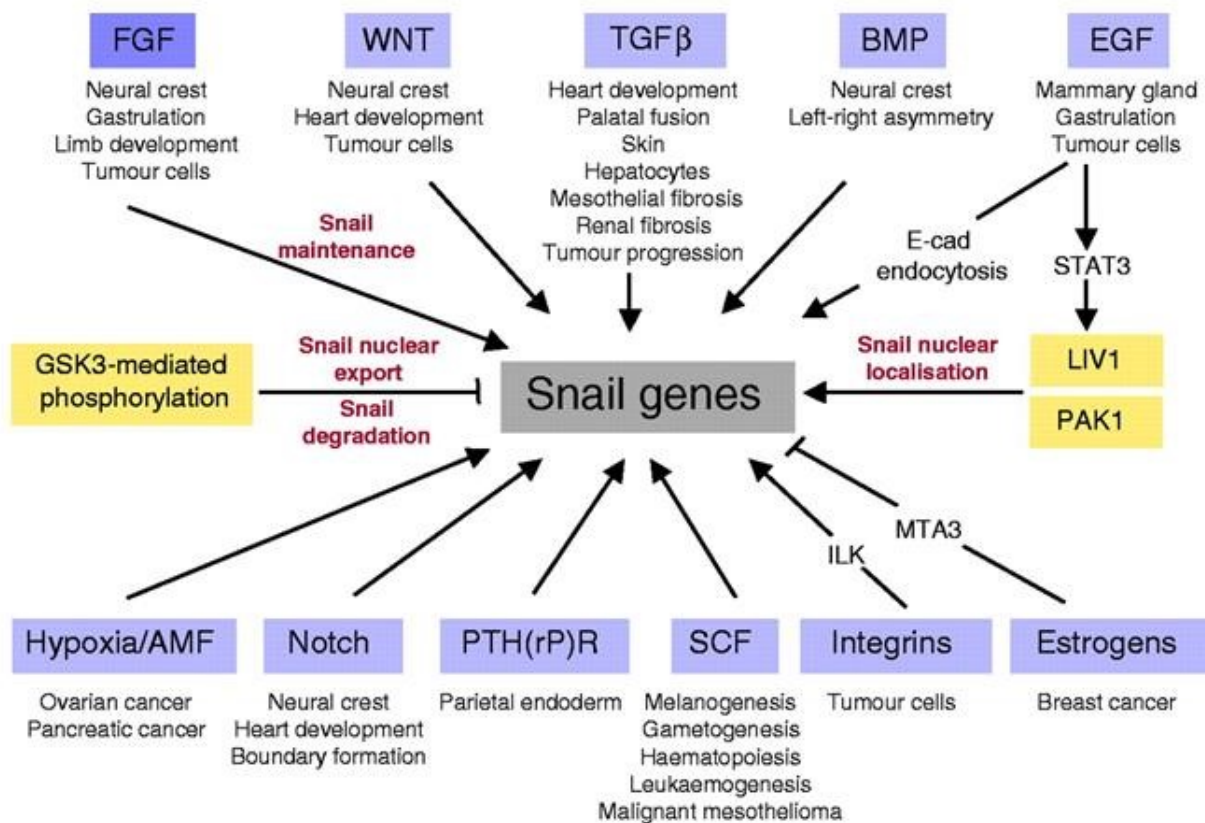 FGF
WNT
TGFβ
BMP
EGF
Neural crest
Gastrulation
Limb development
Tumour cells
Neural crest
Heart development
Tumour cells
Heart development
Palatal fusion
Skin
Hepatocytes
Mesothelial fibrosis
Renal fibrosis
Tumour progression
Neural crest
Left-right asymmetry
Mammary gland
Gastrulation
Tumour cells
Snail
maintenance
E-cad
endocytosis
STAT3
GSK3-mediated
phosphorylation
Snail nuclear
export
Snail
degradation
Snail genes
Snail nuclear
localisation
LIV1
PAK1
ILK
MTA3
Hypoxia/AMF
Notch
PTH(rP)R
SCF
Integrins
Estrogens
Ovarian cancer
Pancreatic cancer
Neural crest
Heart development
Boundary formation
Parietal endoderm
Melanogenesis
Gametogenesis
Haematopoiesis
Leukaemogenesis
Malignant mesothelioma
Tumour cells
Breast cancer